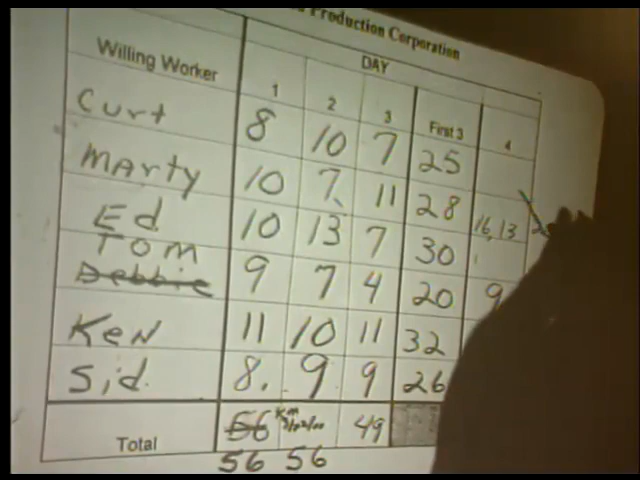 Production Corporation
Willing Worker DAY
1 2 3 First 3 4
Curt 8 10 7 25
Marty 10 7 11 28
Ed 10 13 7 30 16, 13
Tom
Debbie 9 7 4 20 9
Ken 11 10 11 32
Sid. 8. 9 9 26
Total 56 49
56 56